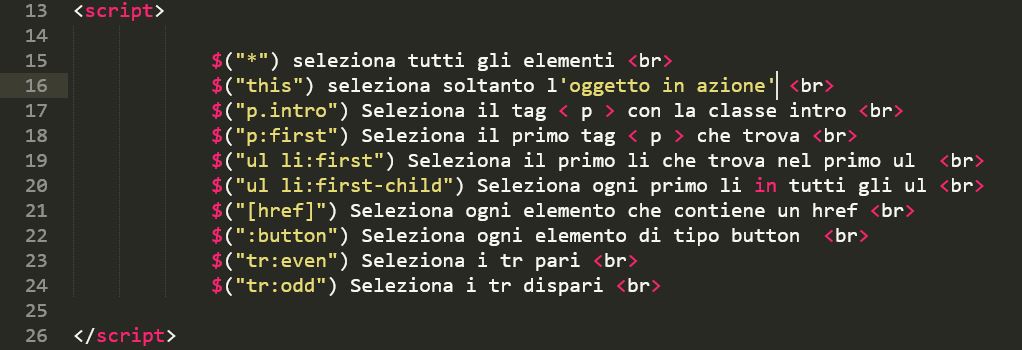 13 <script>
14
15 $("*") seleziona tutti gli elementi <br>
16 $("this") seleziona soltanto l'oggetto in azione' <br>
17 $("p.intro") Seleziona il tag < p > con la classe intro <br>
18 $("p:first") Seleziona il primo tag < p > che trova <br>
19 $("ul li:first") Seleziona il primo li che trova nel primo ul  <br>
20 $("ul li:first-child") Seleziona ogni primo li in tutti gli ul <br>
21 $("[href]") Seleziona ogni elemento che contiene un href <br>
22 $(":button") Seleziona ogni elemento di tipo button  <br>
23 $("tr:even") Seleziona i tr pari <br>
24 $("tr:odd") Seleziona i tr dispari <br>
25
26 </script>